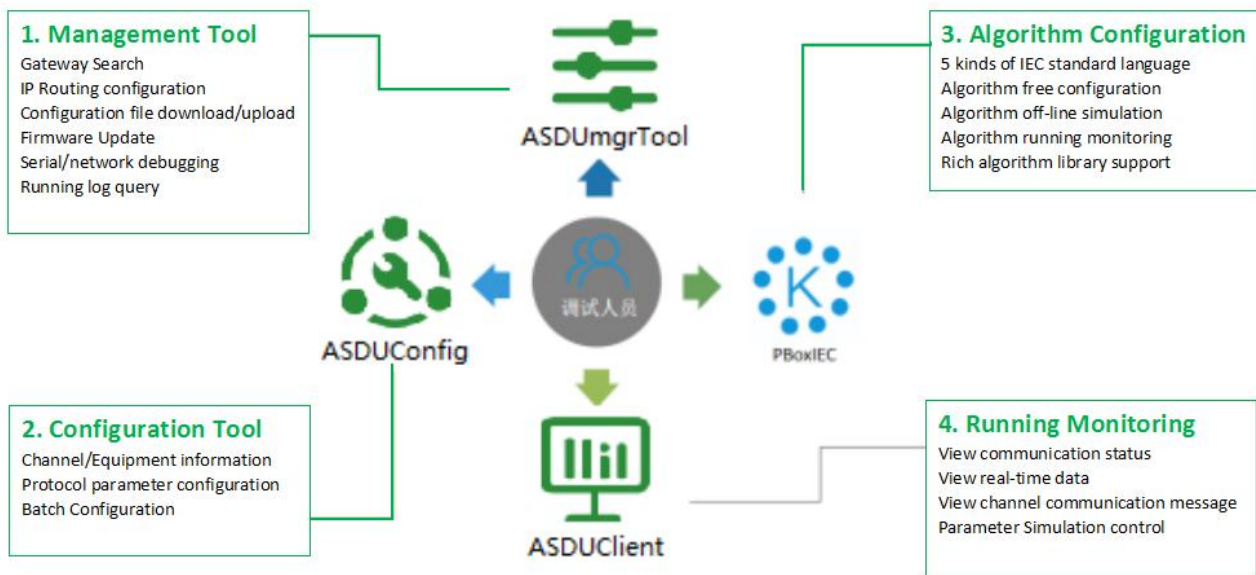 1. Management Tool
Gateway Search
IP Routing configuration
Configuration file download/upload
Firmware Update
Serial/network debugging
Running log query
ASDUmgrTool
3. Algorithm Configuration
5 kinds of IEC standard language
Algorithm free configuration
Algorithm off-line simulation
Algorithm running monitoring
Rich algorithm library support
ASDUConfig
调试人员
K
PBoxIEC
2. Configuration Tool
Channel/Equipment information
Protocol parameter configuration
Batch Configuration
ASDUClient
4. Running Monitoring
View communication status
View real-time data
View channel communication message
Parameter Simulation control